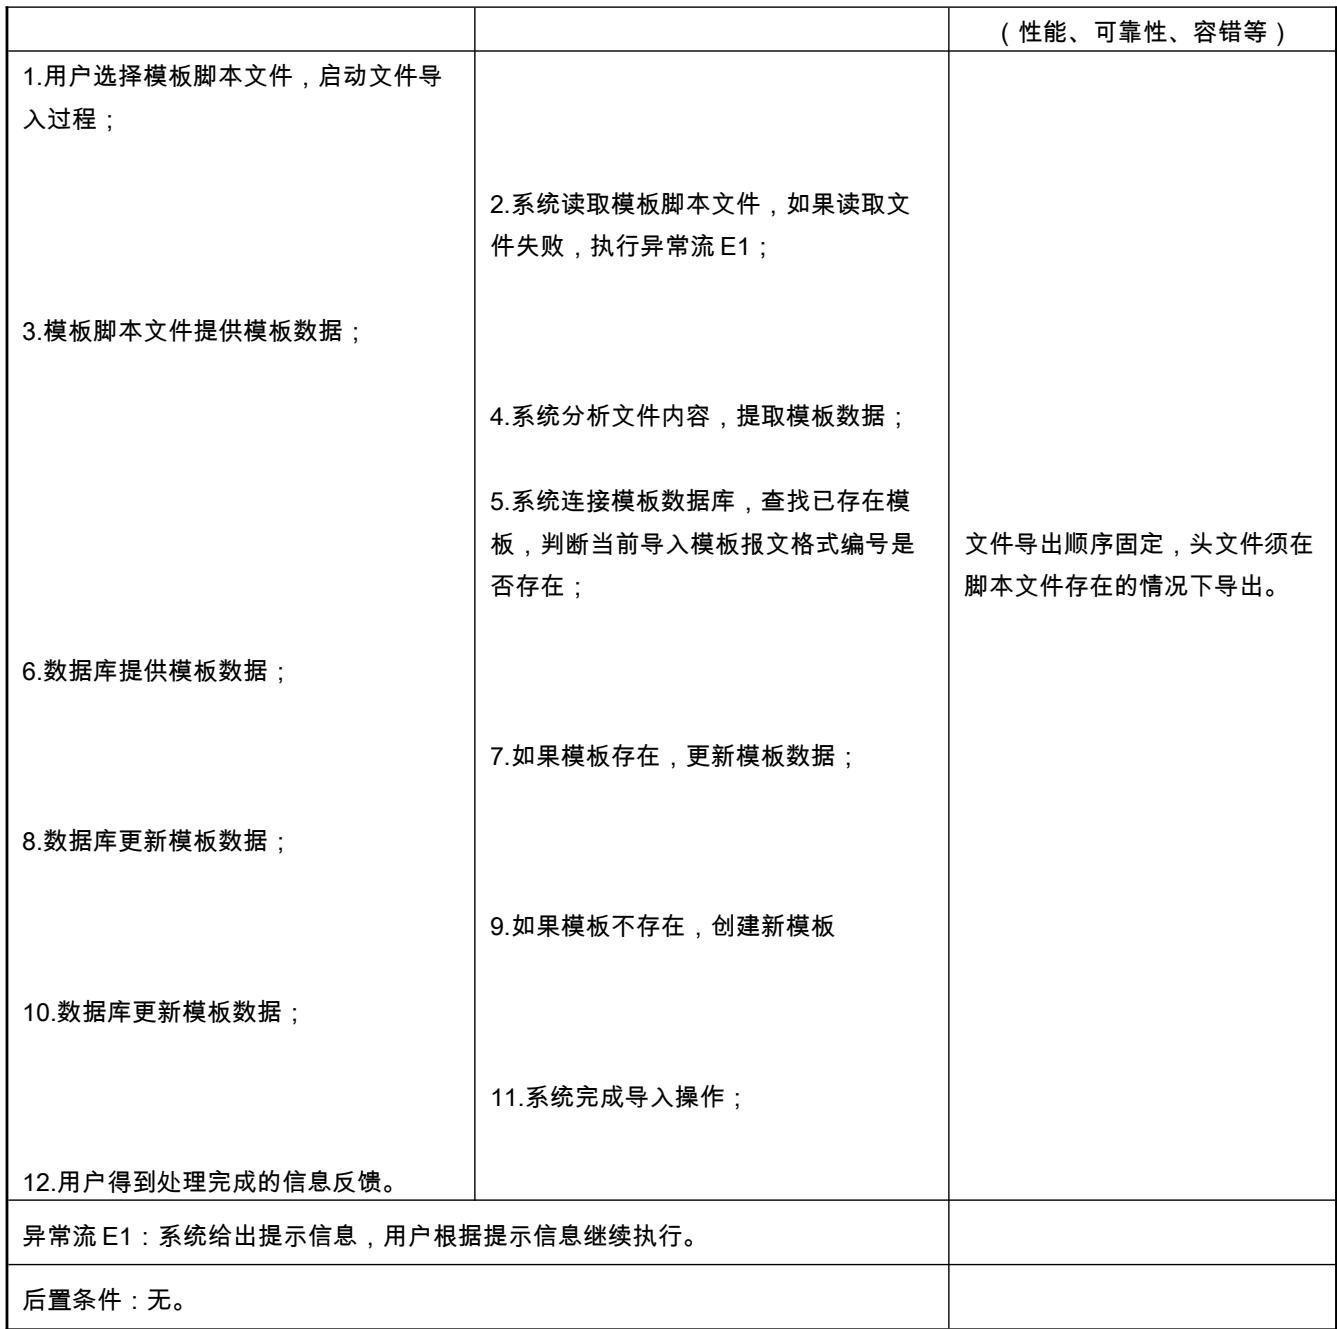 （性能、可靠性、容错等）
1.用户选择模板脚本文件，启动文件导
入过程；
2.系统读取模板脚本文件，如果读取文
件失败，执行异常流 E1；
3.模板脚本文件提供模板数据；
4.系统分析文件内容，提取模板数据；
5.系统连接模板数据库，查找已存在模
板，判断当前导入模板报文格式编号是
否存在；
文件导出顺序固定，头文件须在
脚本文件存在的情况下导出。
6.数据库提供模板数据；
7.如果模板存在，更新模板数据；
8.数据库更新模板数据；
9.如果模板不存在，创建新模板
10.数据库更新模板数据；
11.系统完成导入操作；
12.用户得到处理完成的信息反馈。
异常流 E1：系统给出提示信息，用户根据提示信息继续执行。
后置条件：无。